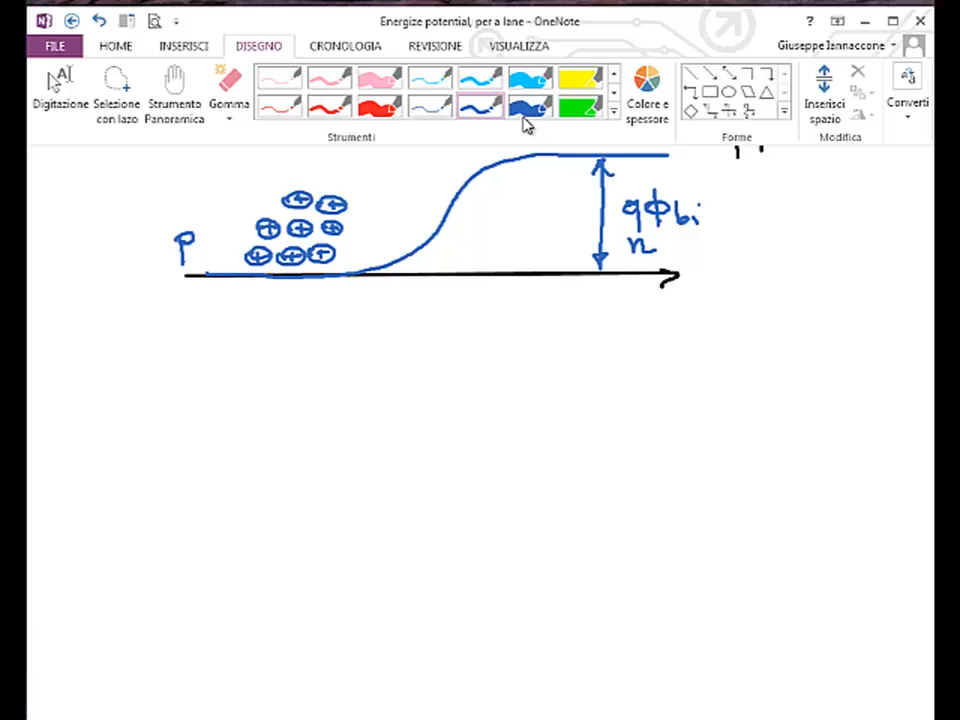 Energize potential, per a lane - OneNote
FILE HOME INSERISCI DISEGNO CRONOLOGIA REVISIONE VISUALIZZA Giuseppe Iannaccone
Digitazione Selezione con lazo Strumento Panoramica Gomma Colore e spessore Inserisci spazio Converti
Strumenti Forme Modifica
qϕbi
P n